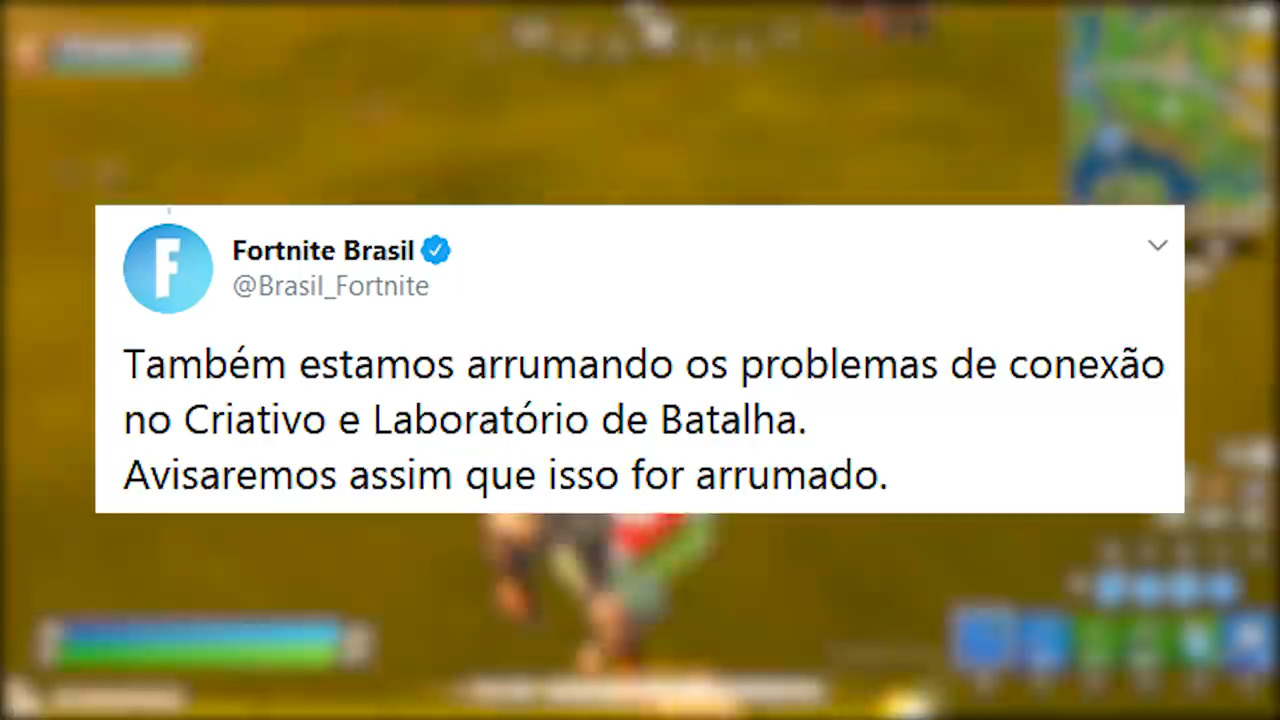 Fortnite Brasil
@Brasil_Fortnite
Também estamos arrumando os problemas de conexão
no Criativo e Laboratório de Batalha.
Avisaremos assim que isso for arrumado.